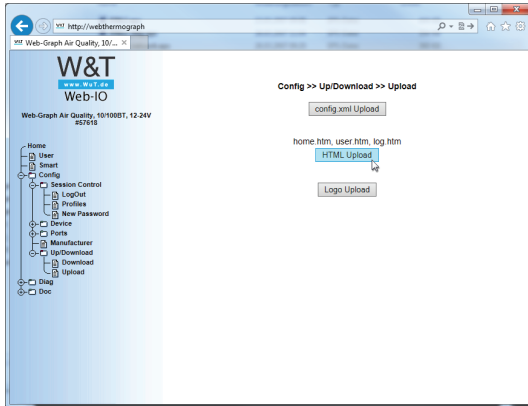 http://webthermograph
W&T Web-Graph Air Quality, 10/...
W&T
www.WuT.de
Web-IO
Web-Graph Air Quality, 10/100BT, 12-24V
#57618
Home
User
Smart
Config
Session Control
LogOut
Profiles
New Password
Device
Ports
Manufacturer
Up/Download
Download
Upload
Diag
Doc
Config >> Up/Download >> Upload
config.xml Upload
home.htm, user.htm, log.htm
HTML Upload
Logo Upload